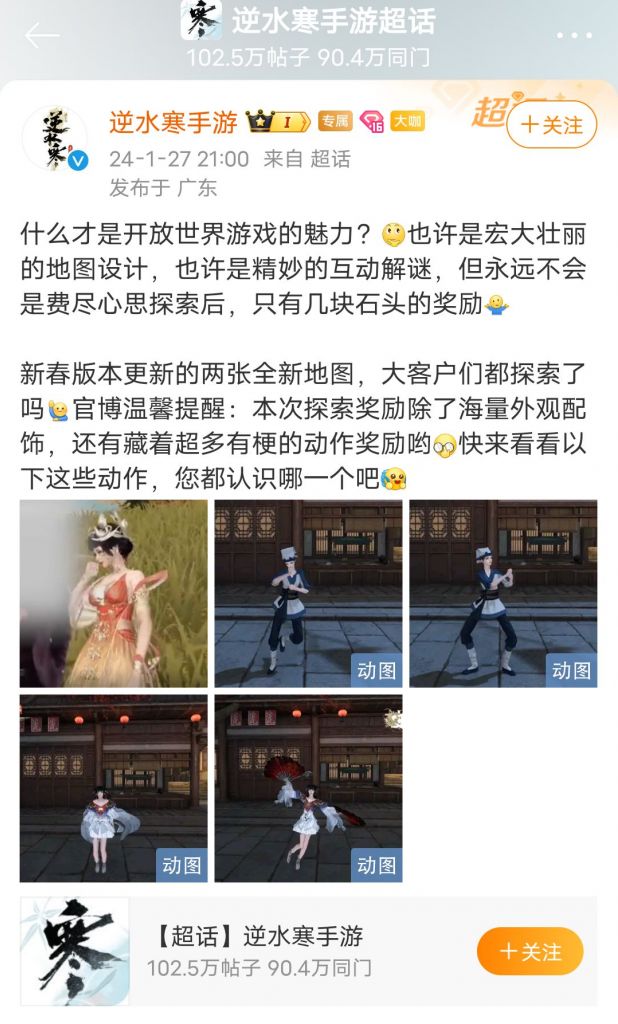 寒
逆水寒手游超话
102.5万帖子 90.4万同门
逆水寒
逆水寒手游 I 专属 16 大咖
超话
+关注
24-1-27 21:00 来自 超话
发布于 广东
什么才是开放世界游戏的魅力？也许是宏大壮丽
的地图设计，也许是精妙的互动解谜，但永远不会
是费尽心思探索后，只有几块石头的奖励
新春版本更新的两张全新地图，大客户们都探索了
吗官博温馨提醒：本次探索奖励除了海量外观配
饰，还有藏着超多有梗的动作奖励哟快来看看以
下这些动作，您都认识哪一个吧
动图
动图
动图
动图
寒
【超话】逆水寒手游
102.5万帖子 90.4万同门
+关注